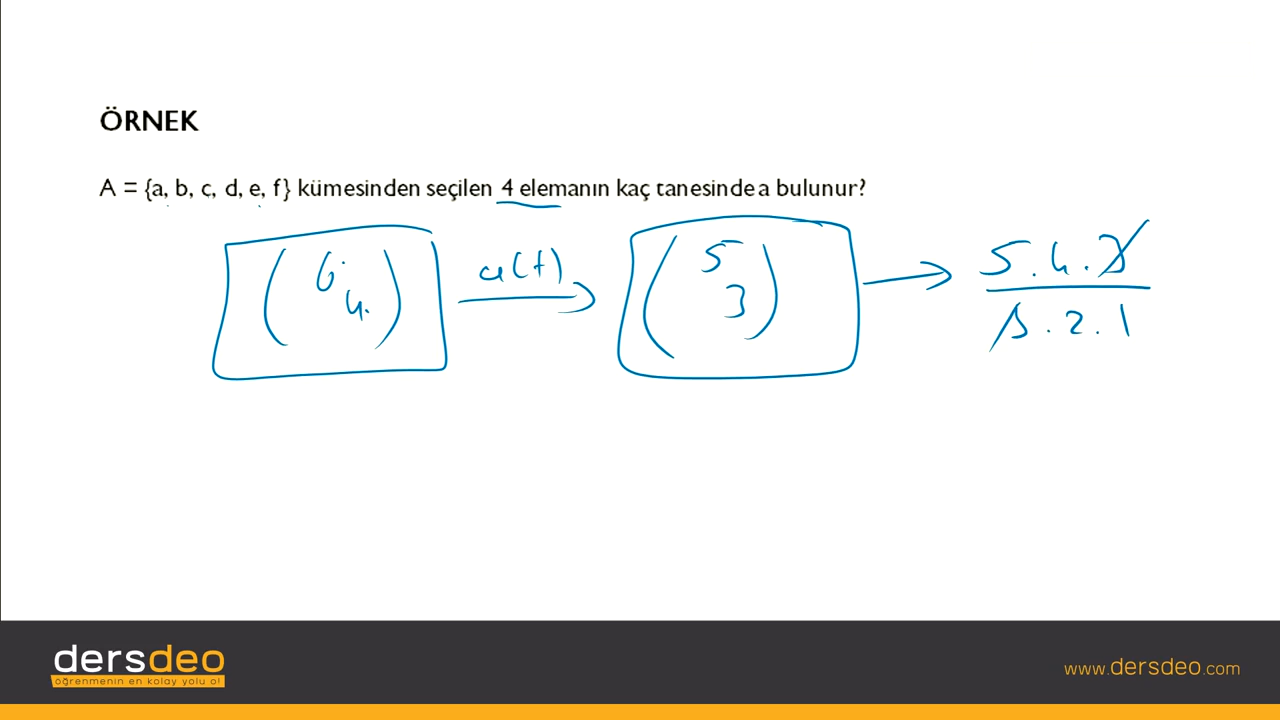 ÖRNEK
A = {a, b, c, d, e, f} kümesinden seçilen 4 elemanın kaç tanesinde a bulunur?
(6 4) a(+) (5 3) → 5.4.3
3.2.1
dersdeo
öğrenmenin en kolay yolu o!
www.dersdeo.com